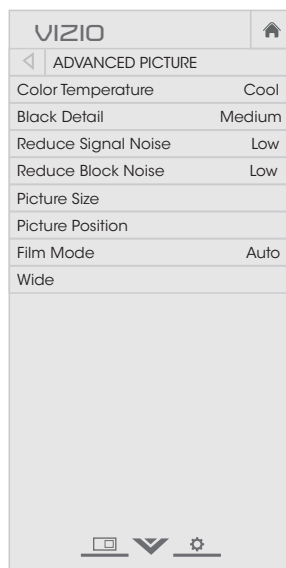 VIZIO
ADVANCED PICTURE
Color Temperature Cool
Black Detail Medium
Reduce Signal Noise Low
Reduce Block Noise Low
Picture Size
Picture Position
Film Mode Auto
Wide